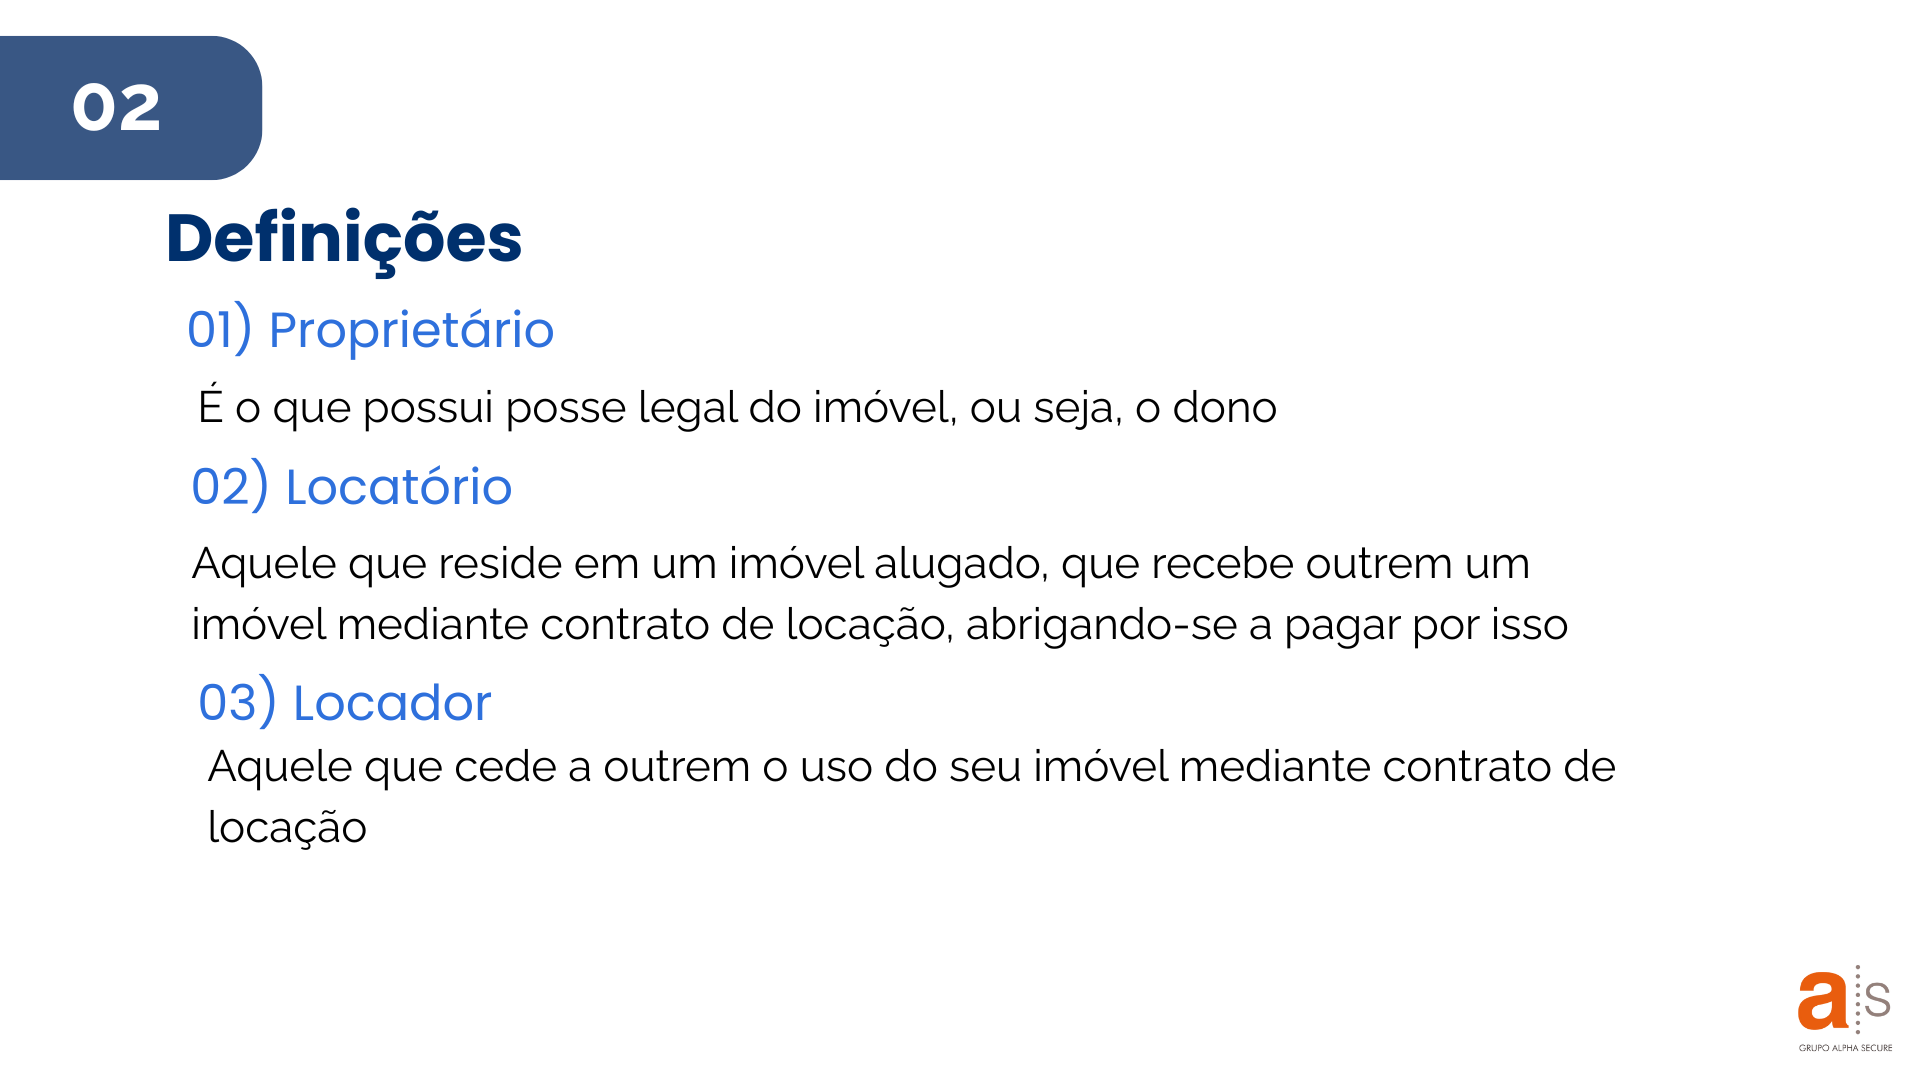 02
Definições
01) Proprietário
É o que possui posse legal do imóvel, ou seja, o dono
02) Locatório
Aquele que reside em um imóvel alugado, que recebe outrem um
imóvel mediante contrato de locação, abrigando-se a pagar por isso
03) Locador
Aquele que cede a outrem o uso do seu imóvel mediante contrato de
locação
a s
GRUPO ALPHA SECURE